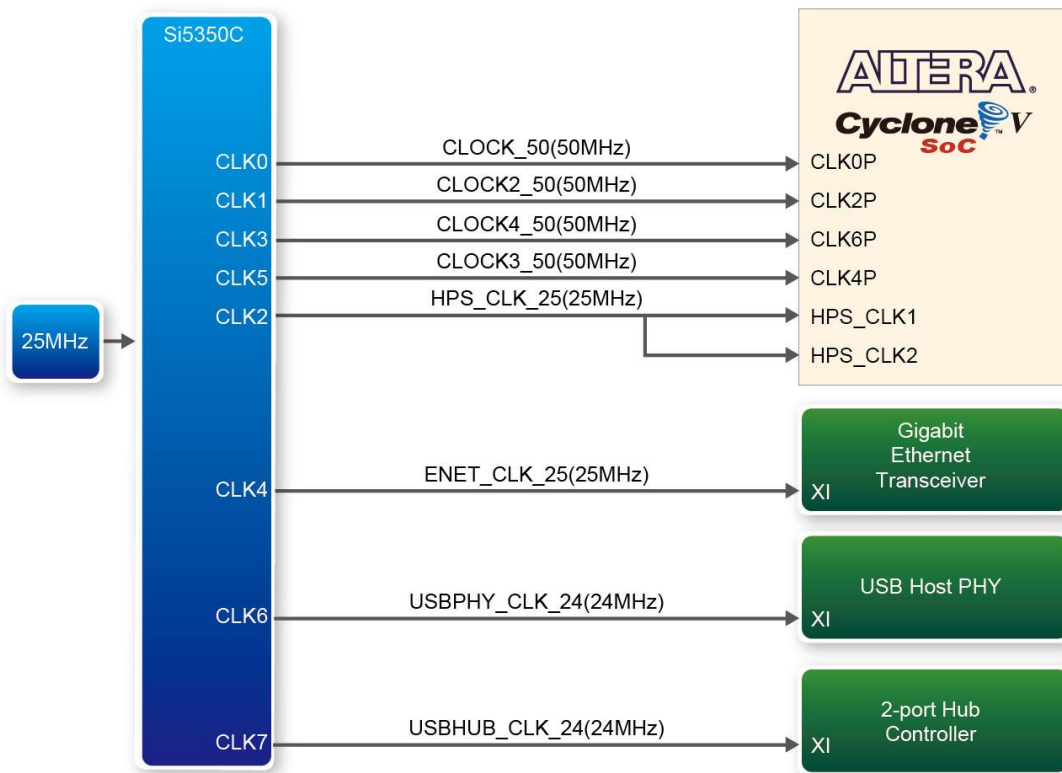 Si5350C
ALTERA®
Cyclone™ V
SoC
CLK0 CLOCK_50(50MHz) CLK0P
CLK1 CLOCK2_50(50MHz) CLK2P
CLK3 CLOCK4_50(50MHz) CLK6P
CLK5 CLOCK3_50(50MHz) CLK4P
CLK2 HPS_CLK_25(25MHz) HPS_CLK1
25MHz
HPS_CLK2
Gigabit
Ethernet
Transceiver
CLK4 ENET_CLK_25(25MHz) XI
USB Host PHY
CLK6 USBPHY_CLK_24(24MHz) XI
2-port Hub
Controller
CLK7 USBHUB_CLK_24(24MHz) XI